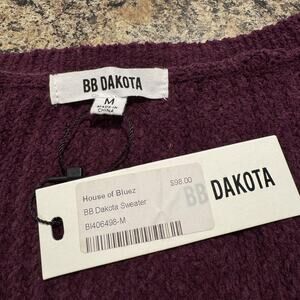 BB DAKOTA
M
MADE IN
CHINA
House of Bluez
$98.00
BB Dakota Sweater
BI406498-M
BB DAKOTA